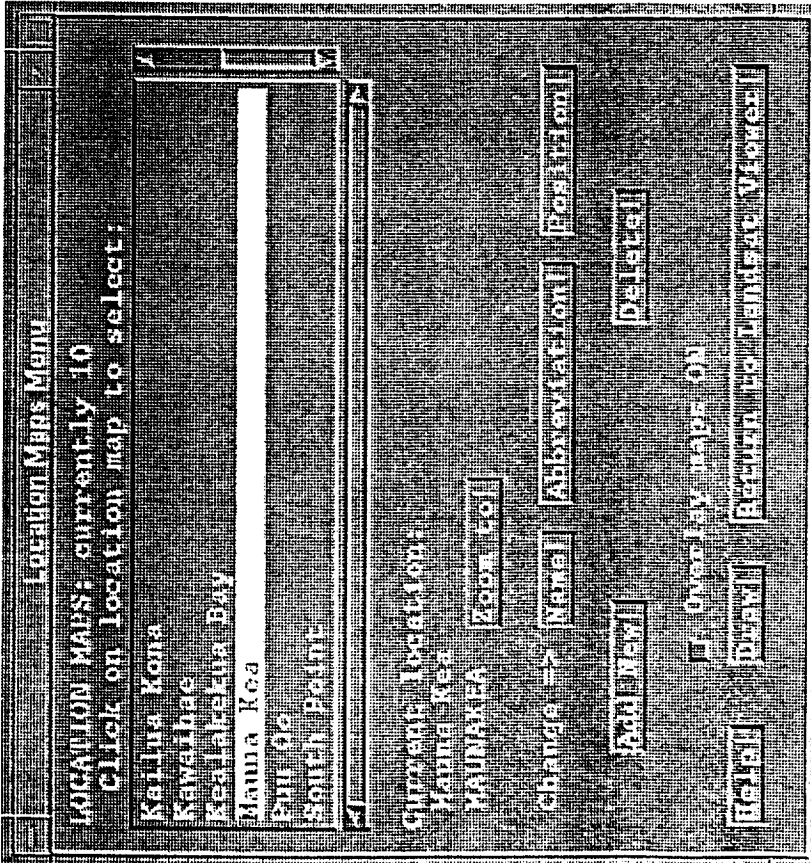 Location Maps Menu
LOCATION MAPS: currently 10
Click on location map to select:
Kailua Kona
Kawaihae
Kealakekua Bay
Mauna Kea
Puu Oo
South Point
Current location:
Mauna Kea
MAUNAKEA
Zoom to
Change => Name Abbreviation Position
Add New Delete
Overlay maps ON
Help Draw Return to Landsat Viewer